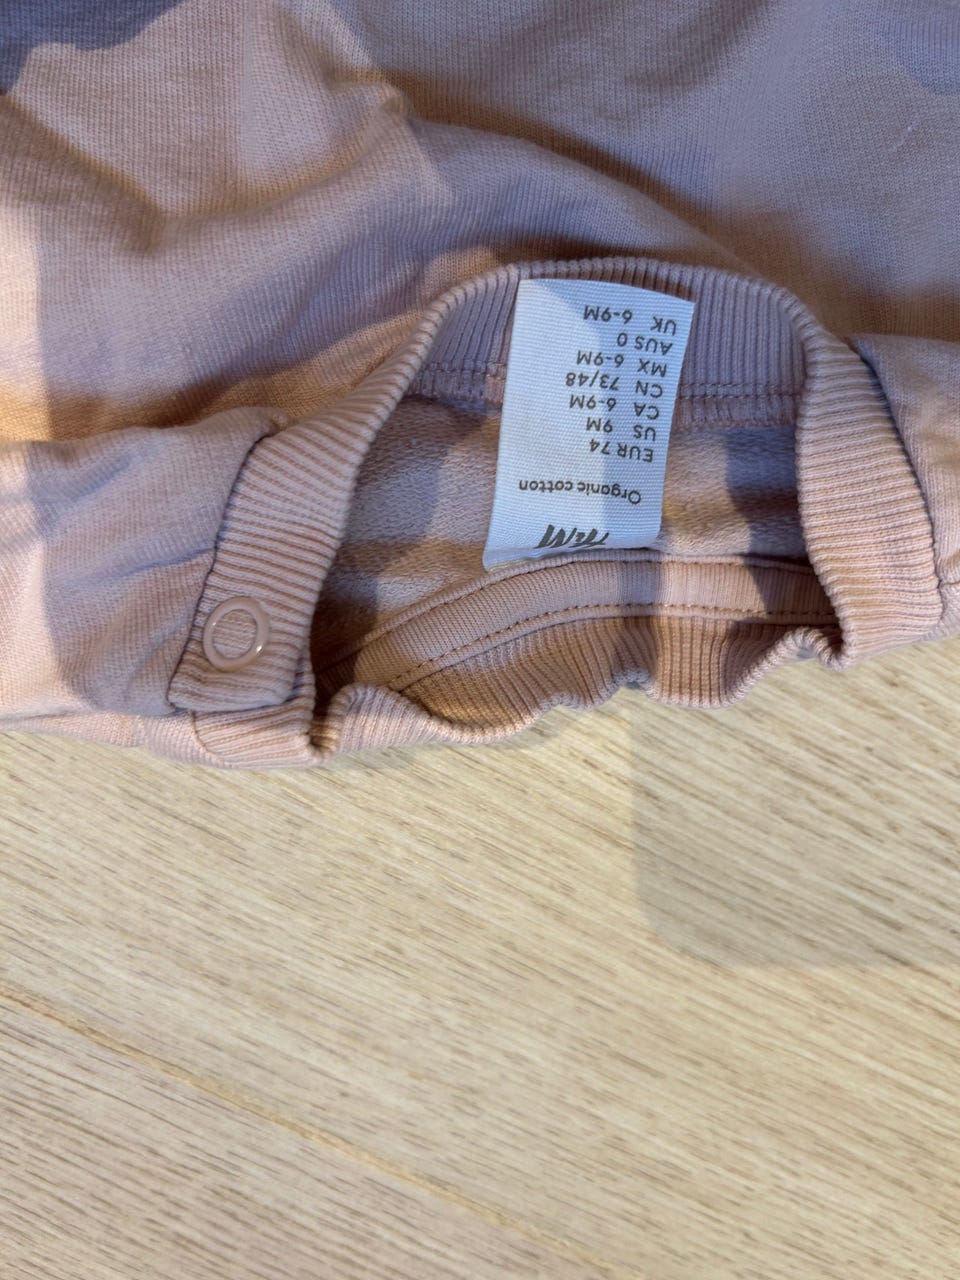 H&M
Organic cotton
EUR 74
US 9M
CA 6-9M
CN 73/48
MX 6-9M
AUS 0
UK 6-9M